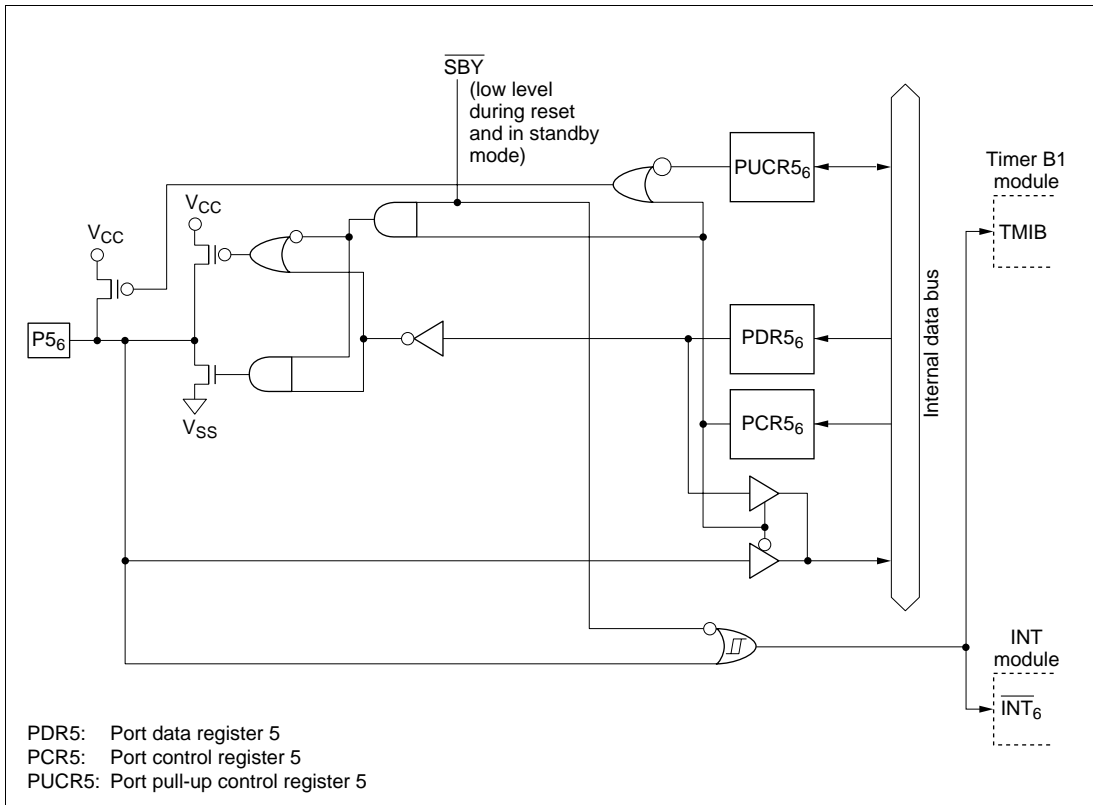 SBY
(low level
during reset
and in standby
mode)
PUCR5₆
Internal data bus
Timer B1
module
TMIB
V_CC
V_CC
P5₆
V_SS
PDR5₆
PCR5₆
INT
module
INT₆
PDR5: Port data register 5
PCR5: Port control register 5
PUCR5: Port pull-up control register 5